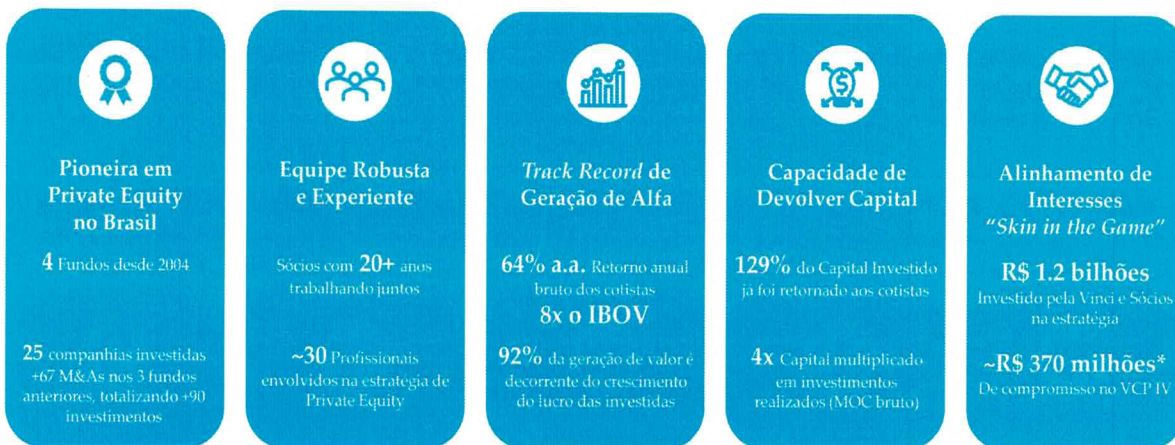 Pioneira em
Private Equity
no Brasil
4 Fundos desde 2004
25 companhias investidas
+67 M&As nos 3 fundos
anteriores, totalizando +90
investimentos
Equipe Robusta
e Experiente
Sócios com 20+ anos
trabalhando juntos
~30 Profissionais
envolvidos na estratégia de
Private Equity
Track Record de
Geração de Alfa
64% a.a. Retorno anual
bruto dos cotistas
8x o IBOV
92% da geração de valor é
decorrente do crescimento
do lucro das investidas
Capacidade de
Devolver Capital
129% do Capital Investido
já foi retornado aos cotistas
4x Capital multiplicado
em investimentos
realizados (MOC bruto)
Alinhamento de
Interesses
"Skin in the Game"
R$ 1.2 bilhões
Investido pela Vinci e Sócios
na estratégia
~R$ 370 milhões*
De compromisso no VCP IV